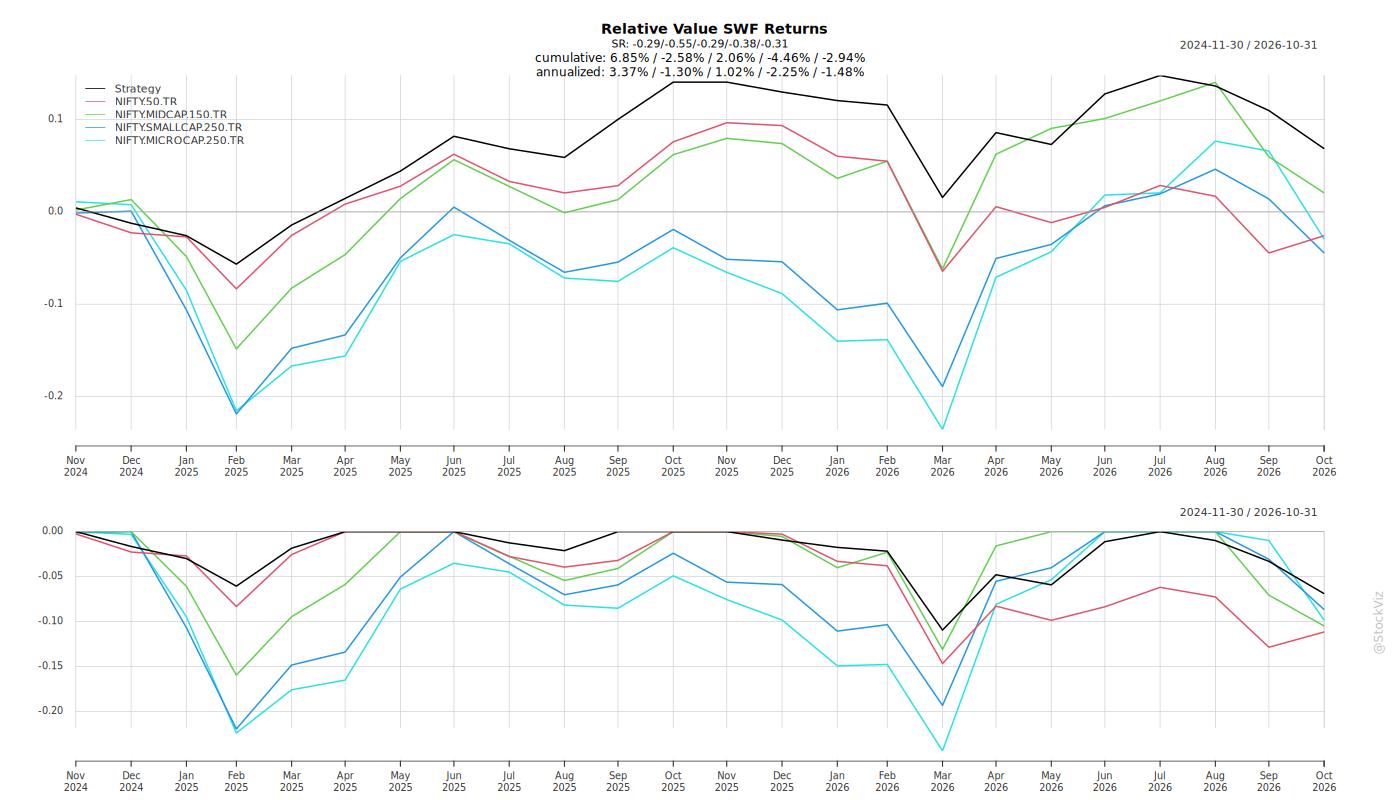 Relative Value SWF Returns
SR: -0.29/-0.55/-0.29/-0.38/-0.31
cumulative: 6.85% / -2.58% / 2.06% / -4.46% / -2.94%
annualized: 3.37% / -1.30% / 1.02% / -2.25% / -1.48%
2024-11-30 / 2026-10-31
Strategy
NIFTY.50.TR
NIFTY.MIDCAP.150.TR
NIFTY.SMALLCAP.250.TR
NIFTY.MICROCAP.250.TR
0.1
0.0
-0.1
-0.2
Nov Dec Jan Feb Mar Apr May Jun Jul Aug Sep Oct Nov Dec Jan Feb Mar Apr May Jun Jul Aug Sep Oct
2024 2024 2025 2025 2025 2025 2025 2025 2025 2025 2025 2025 2025 2025 2026 2026 2026 2026 2026 2026 2026 2026 2026 2026
2024-11-30 / 2026-10-31
0.00
-0.05
-0.10
-0.15
-0.20
Nov Dec Jan Feb Mar Apr May Jun Jul Aug Sep Oct Nov Dec Jan Feb Mar Apr May Jun Jul Aug Sep Oct
2024 2024 2025 2025 2025 2025 2025 2025 2025 2025 2025 2025 2025 2025 2026 2026 2026 2026 2026 2026 2026 2026 2026 2026
@StockViz